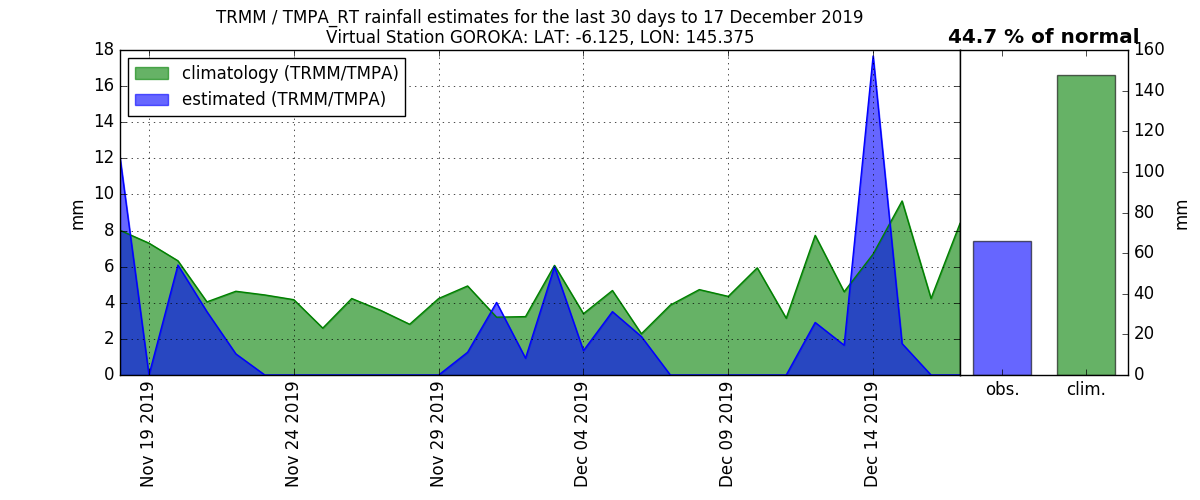 TRMM / TMPA_RT rainfall estimates for the last 30 days to 17 December 2019
Virtual Station GOROKA: LAT: -6.125, LON: 145.375
44.7 % of normal
climatology (TRMM/TMPA)
estimated (TRMM/TMPA)
mm
18
16
14
12
10
8
6
4
2
0
Nov 19 2019
Nov 24 2019
Nov 29 2019
Dec 04 2019
Dec 09 2019
Dec 14 2019
obs.
clim.
160
140
120
100
80
60
40
20
0
mm